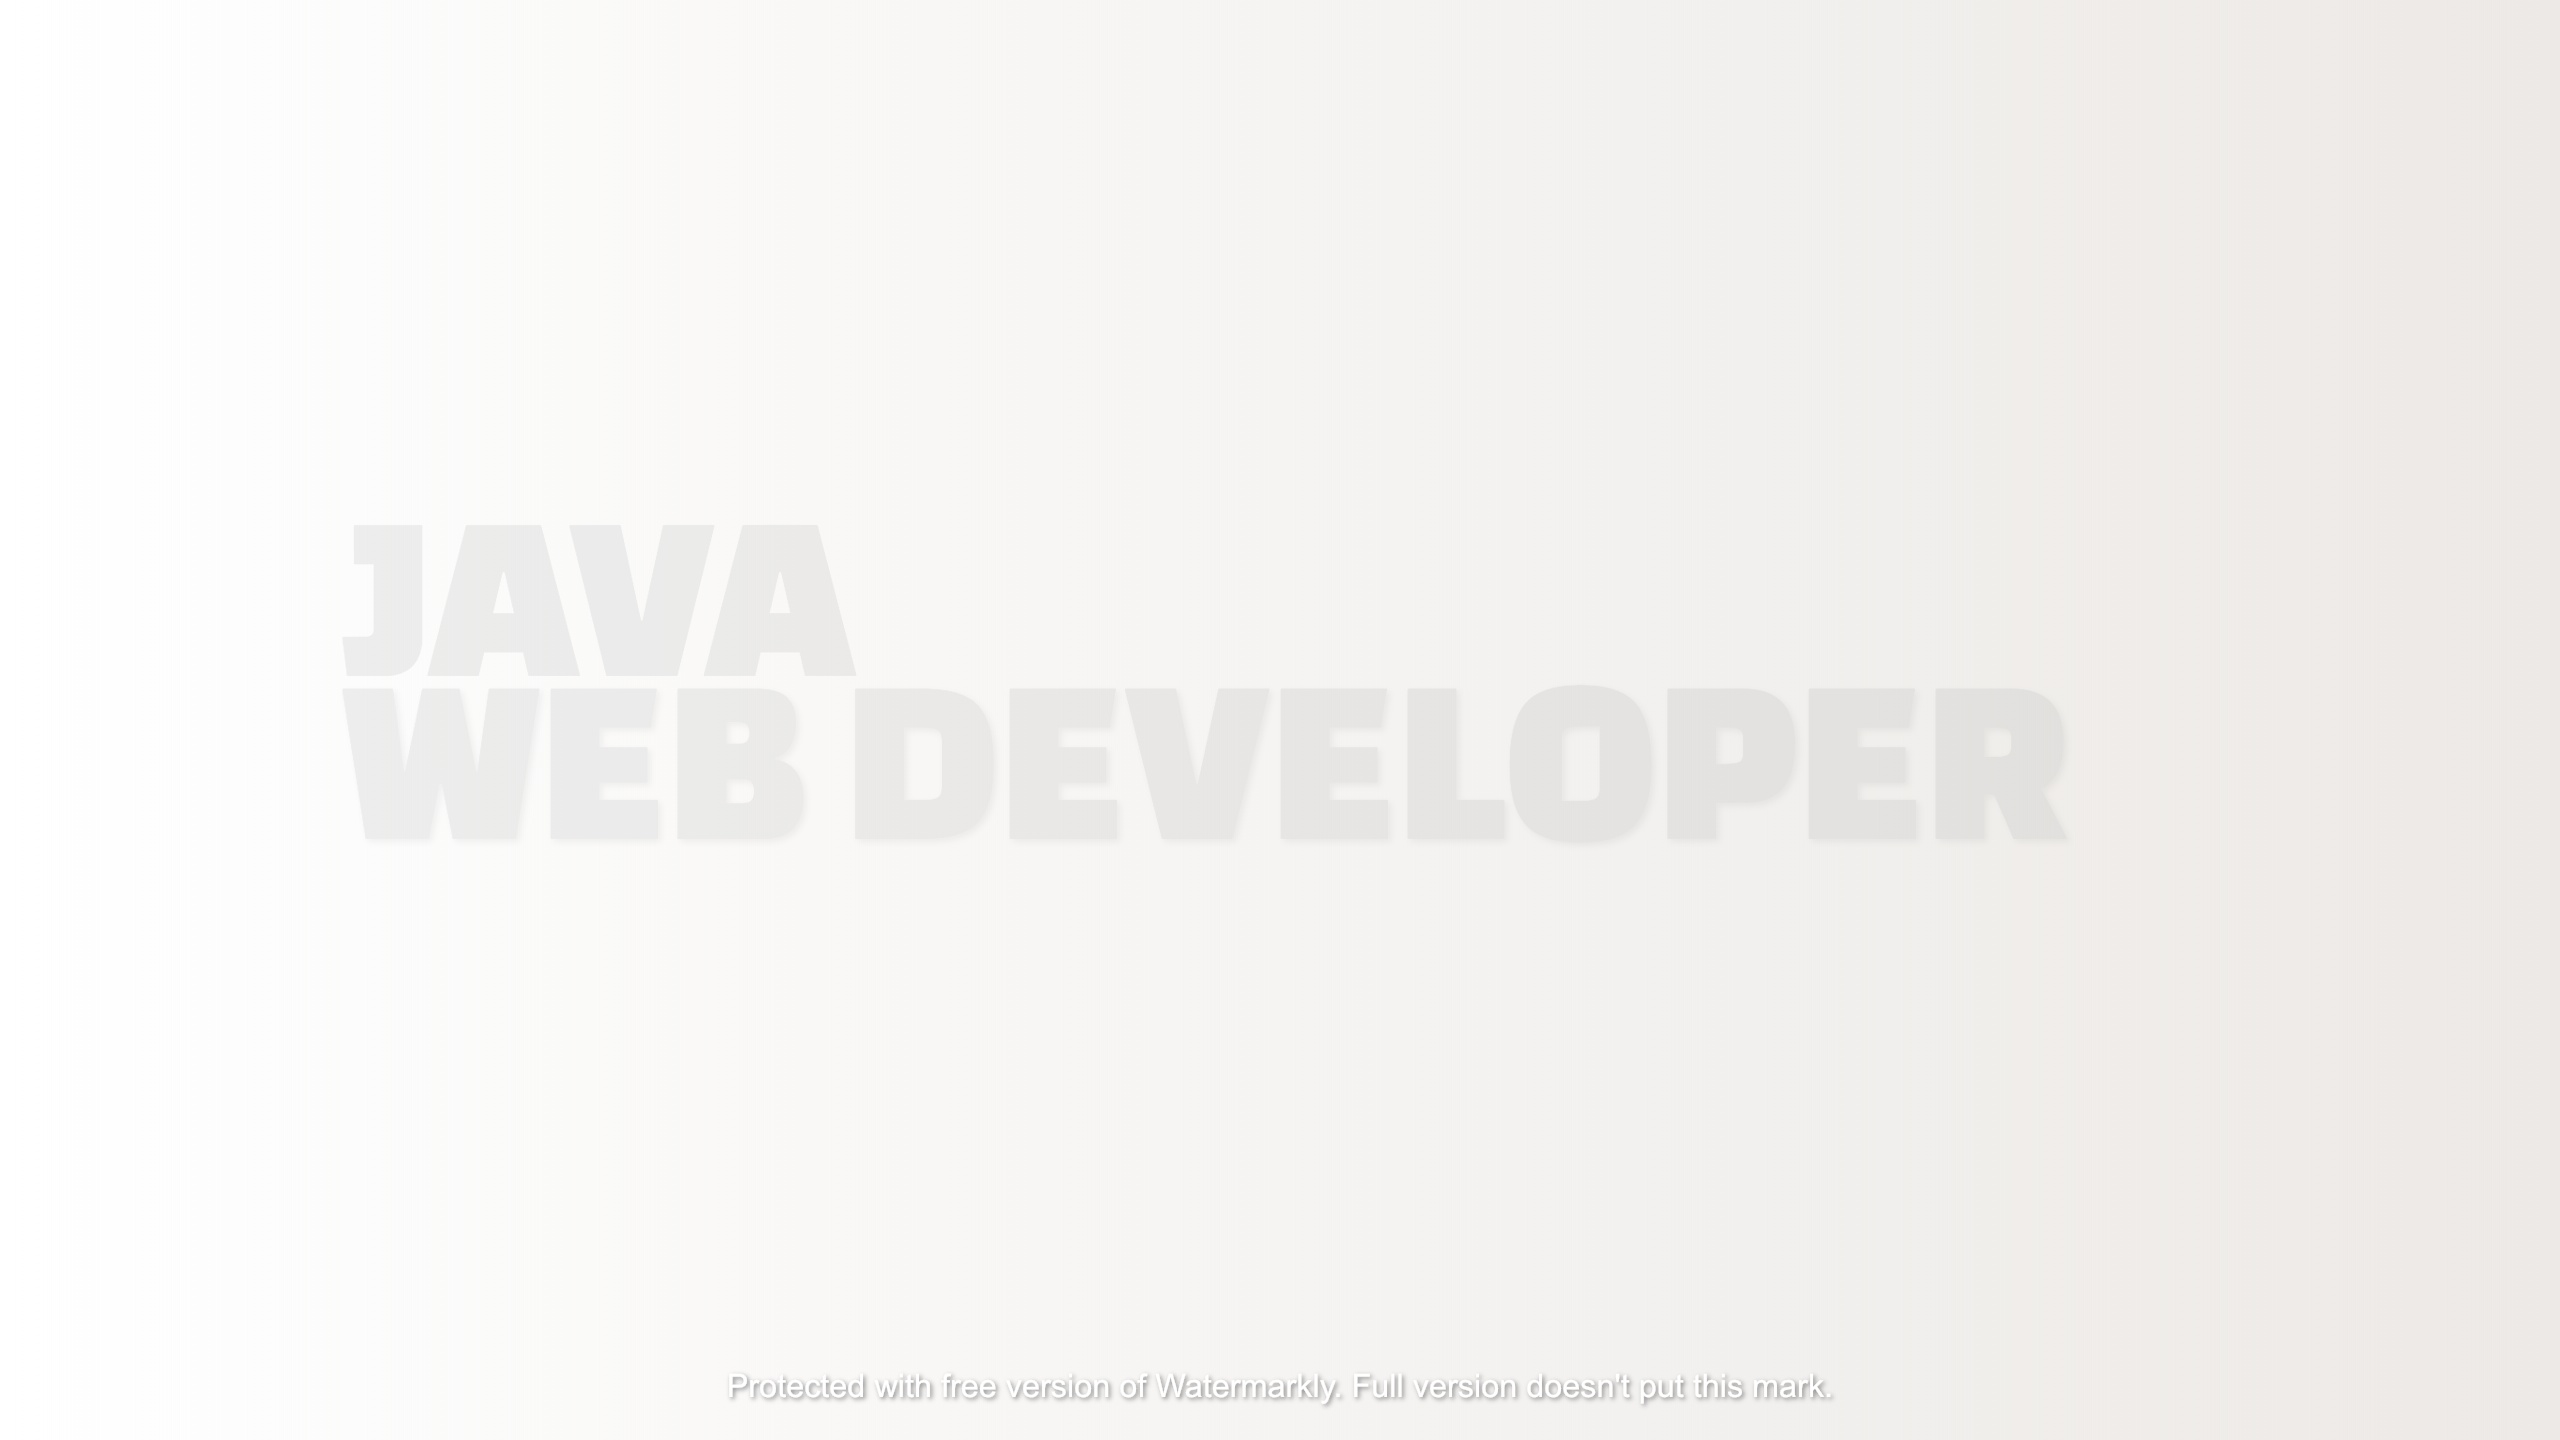 JAVA
WEB DEVELOPER
Protected with free version of Watermarkly. Full version doesn't put this mark.